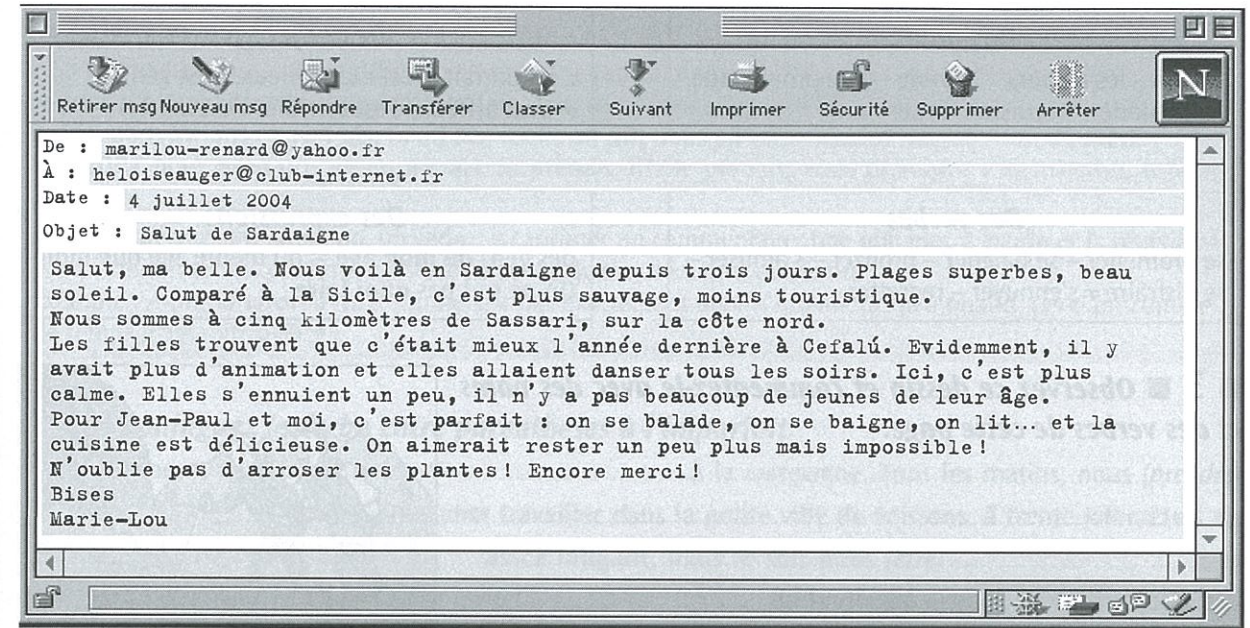 Retirer msg Nouveau msg Répondre Transférer Classer Suivant Imprimer Sécurité Supprimer Arrêter N
De : marilou-renard@yahoo.fr
À : heloiseauger@club-internet.fr
Date : 4 juillet 2004
Objet : Salut de Sardaigne
Salut, ma belle. Nous voilà en Sardaigne depuis trois jours. Plages superbes, beau
soleil. Comparé à la Sicile, c'est plus sauvage, moins touristique.
Nous sommes à cinq kilomètres de Sassari, sur la côte nord.
Les filles trouvent que c'était mieux l'année dernière à Cefalú. Evidemment, il y
avait plus d'animation et elles allaient danser tous les soirs. Ici, c'est plus
calme. Elles s'ennuient un peu, il n'y a pas beaucoup de jeunes de leur âge.
Pour Jean-Paul et moi, c'est parfait : on se balade, on se baigne, on lit... et la
cuisine est délicieuse. On aimerait rester un peu plus mais impossible !
N'oublie pas d'arroser les plantes ! Encore merci !
Bises
Marie-Lou